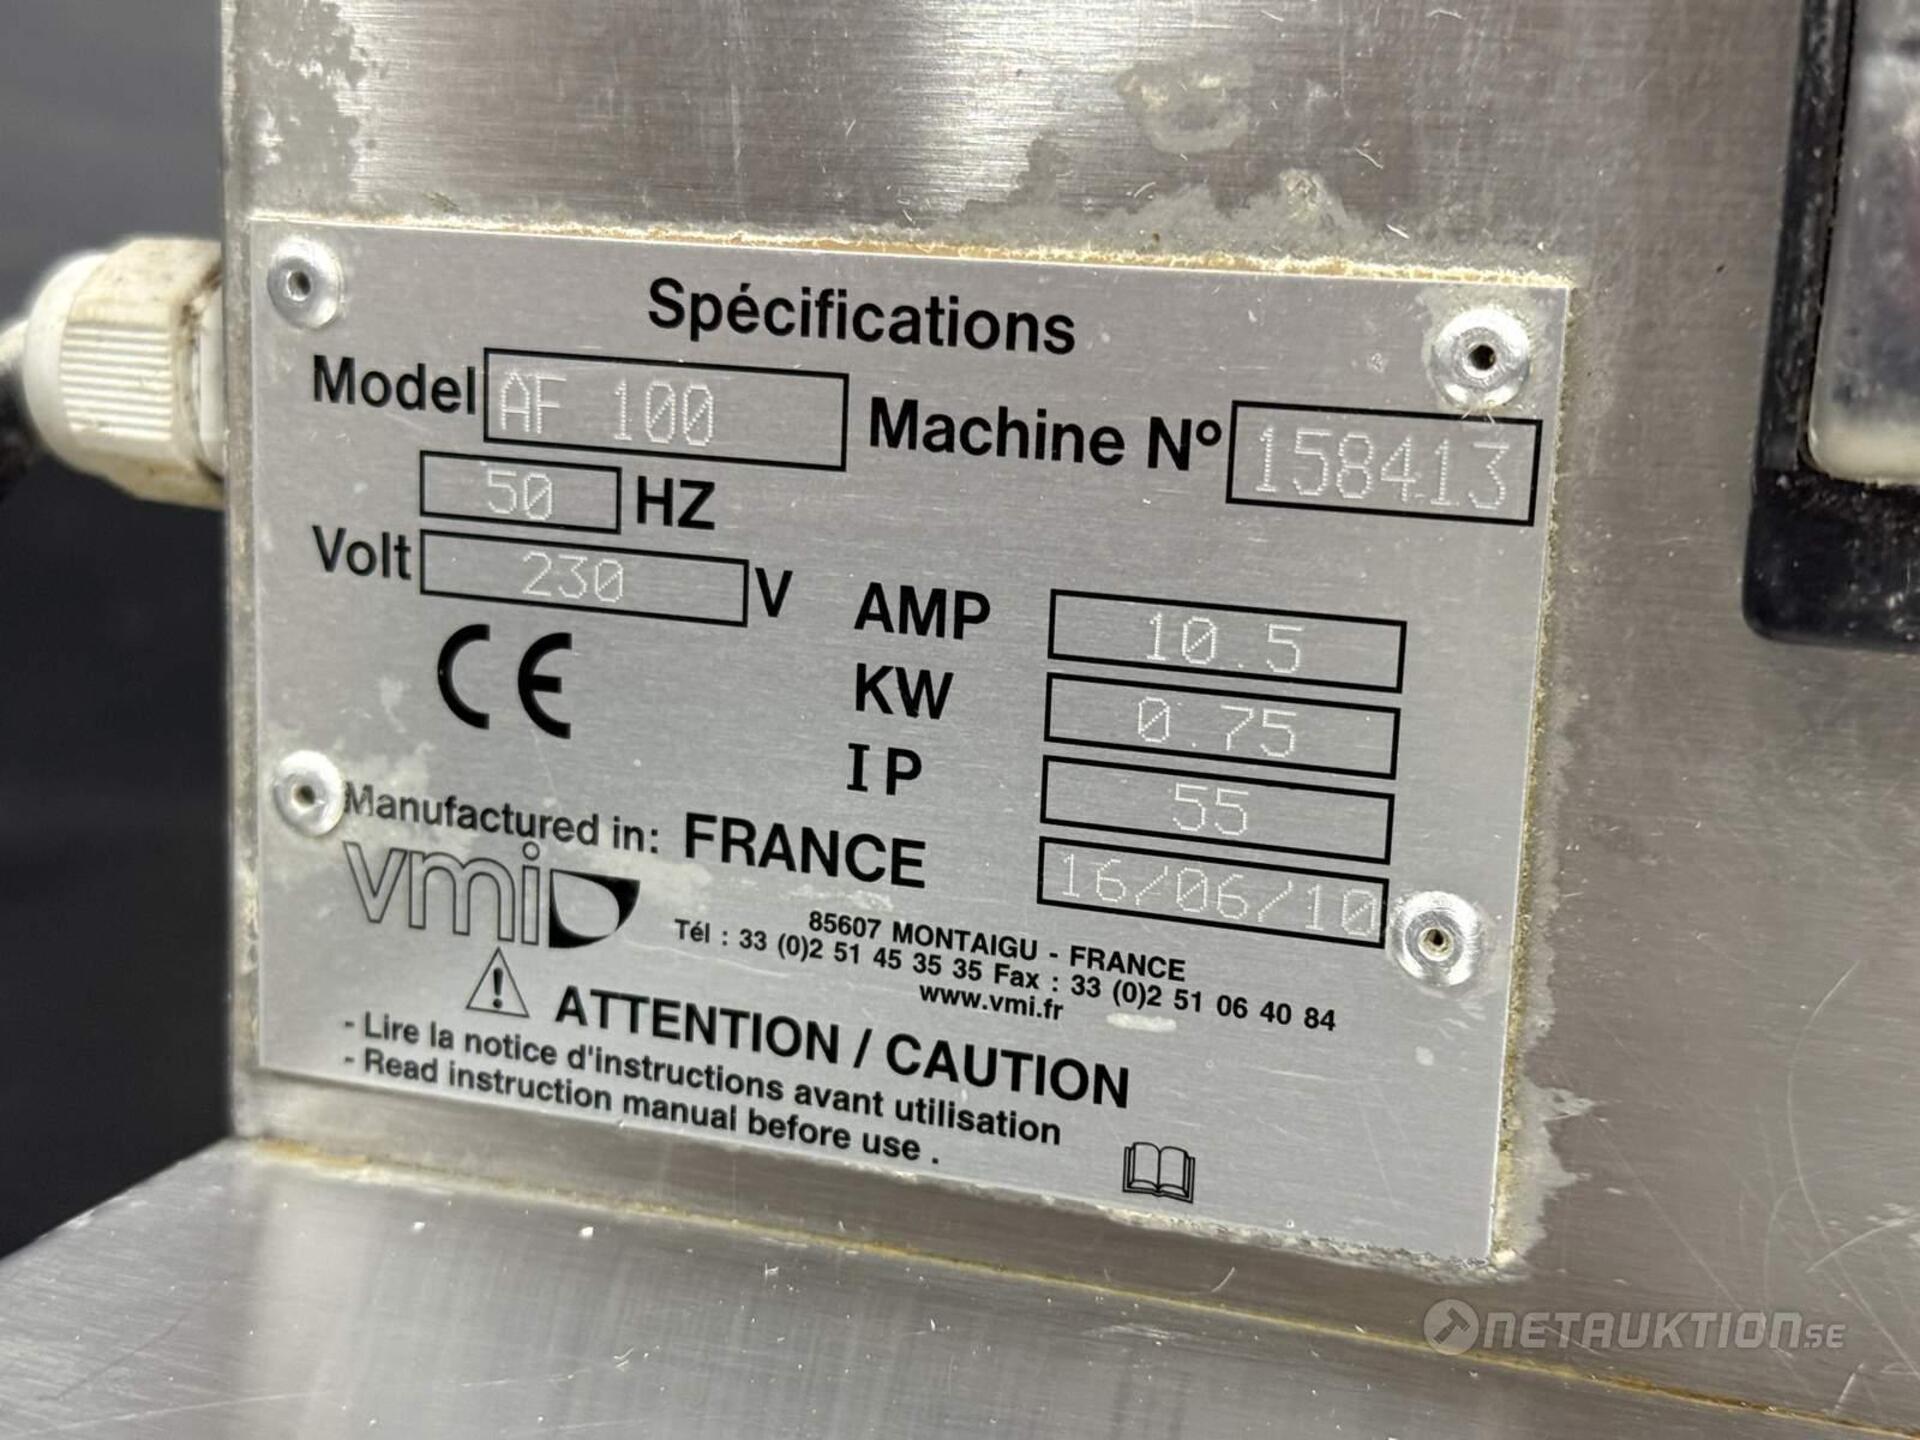 Spécifications
Model AF 100 Machine Nº 158413
50 HZ
Volt 230 V
AMP 10.5
CE
KW 0.75
IP 55
Manufactured in: FRANCE 16/06/10
vmi
85607 MONTAIGU - FRANCE
Tél : 33 (0)2 51 45 35 35 Fax : 33 (0)2 51 06 40 84
www.vmi.fr
ATTENTION / CAUTION
- Lire la notice d'instructions avant utilisation
- Read instruction manual before use .
NETAUKTION.SE